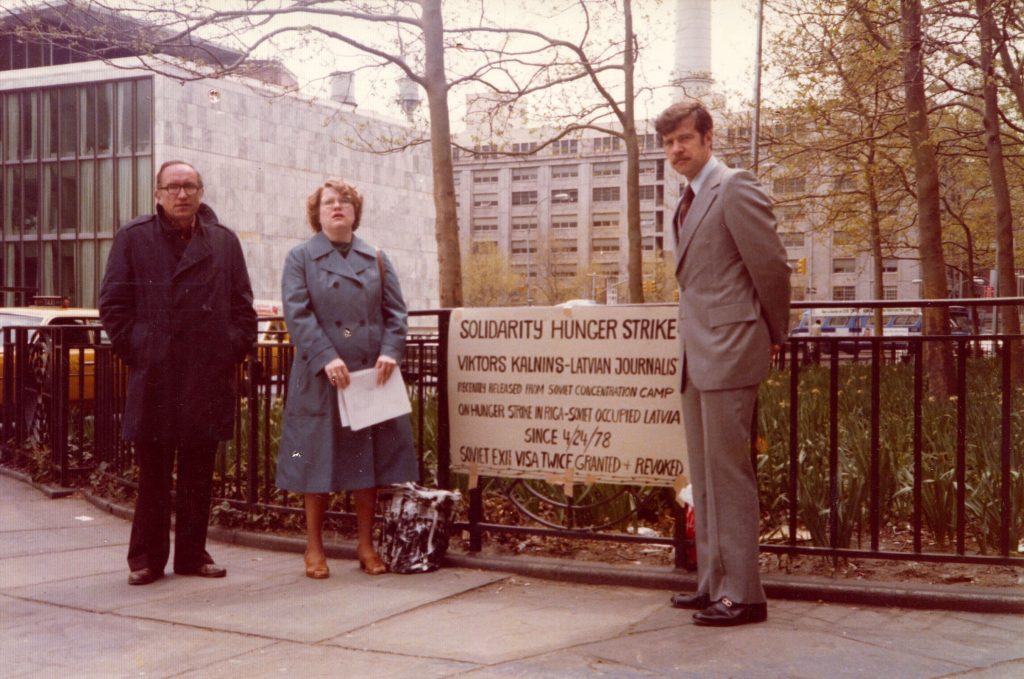 SOLIDARITY HUNGER STRIKE
VIKTORS KALNINS-LATVIAN JOURNALIS
RECENTLY RELEASED FROM SOVIET CONCENTRATION CAMP
ON HUNGER STRIKE IN RIGA-SOVIET OCCUPIED LATVIA
SINCE 4/24/78
SOVIET EXIT VISA TWICE GRANTED + REVOKED